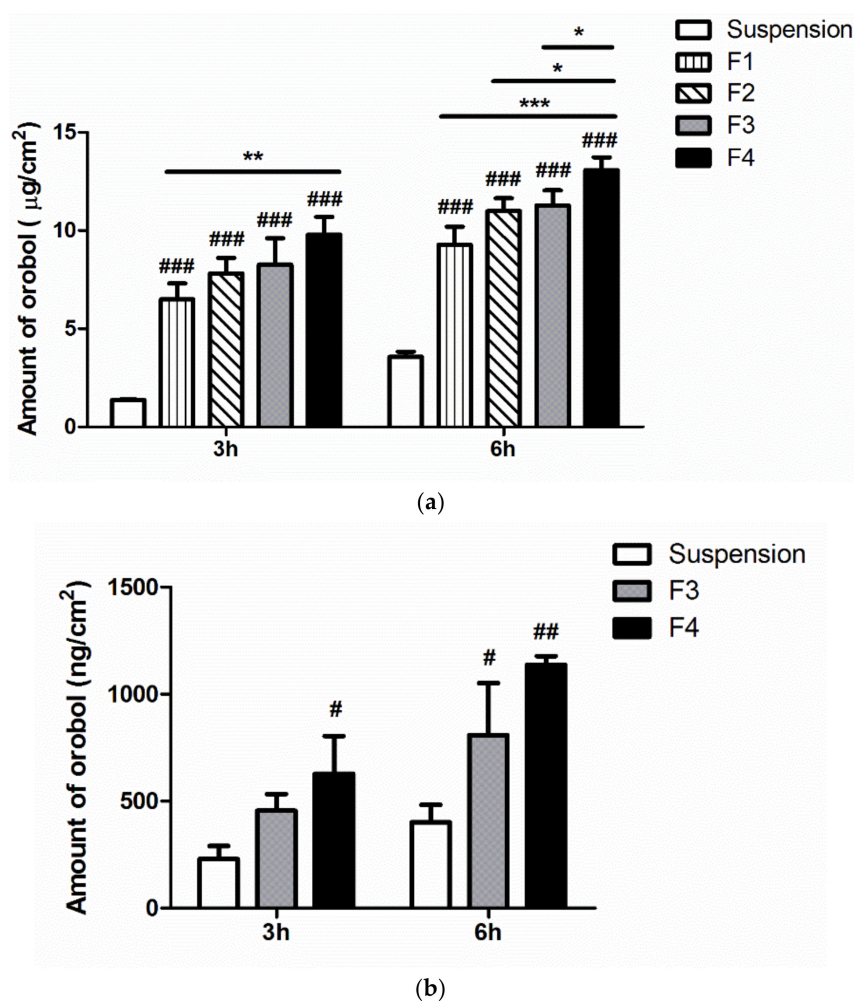 Suspension
F1
F2
F3
F4
*
*
***
**
###
###
###
###
###
###
###
###
Amount of orobol ( μg/cm²)
15
10
5
0
3h
6h
(a)
Suspension
F3
F4
Amount of orobol (ng/cm²)
1500
1000
500
0
#
#
##
3h
6h
(b)